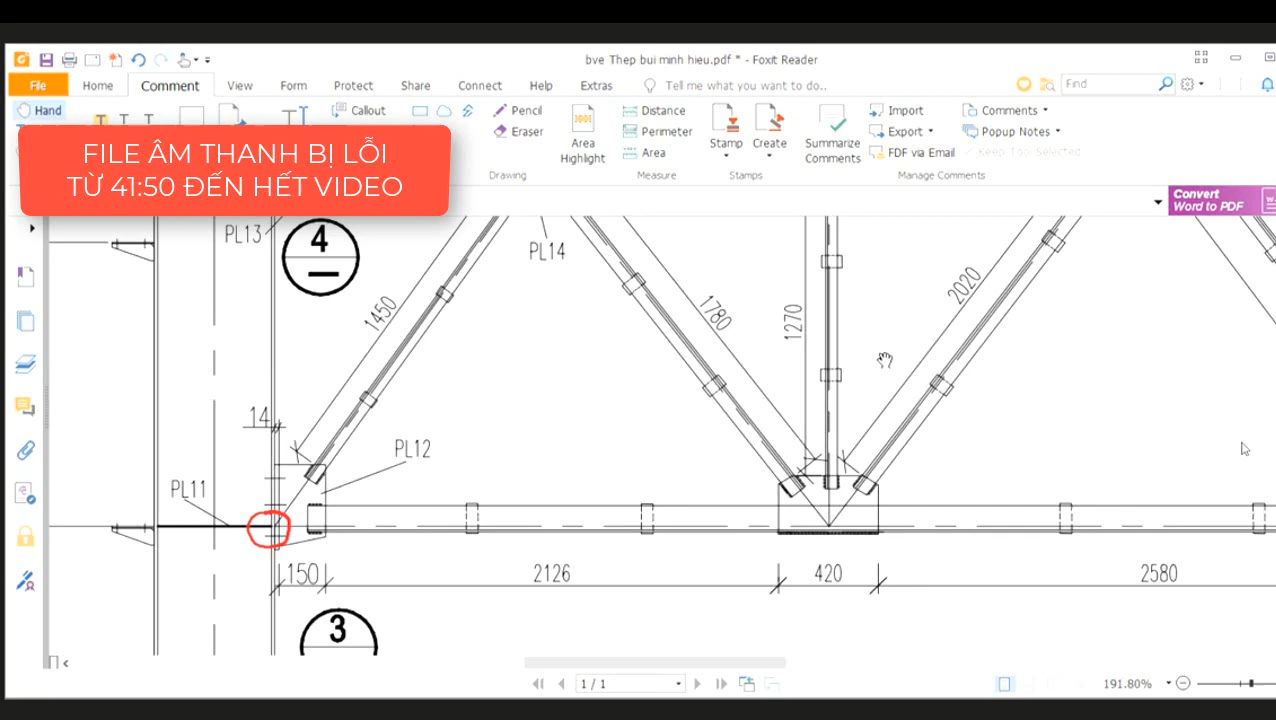 bve Thep bui minh hieu.pdf * - Foxit Reader
File Home Comment View Form Protect Share Connect Help Extras Tell me what you want to do.. Find
Hand
Callout
Pencil
Eraser
Area
Highlight
Drawing
Distance
Perimeter
Area
Measure
Stamp
Create
Stamps
Summarize
Comments
Import
Export
FDF via Email
Comments
Popup Notes
Keep Tool Selected
Manage Comments
FILE ÂM THANH BỊ LỖI
TỪ 41:50 ĐẾN HẾT VIDEO
Convert
Word to PDF
PL13
4
PL14
1450
1780
1270
2020
14
PL12
PL11
150
2126
420
2580
3
1 / 1
191.80%